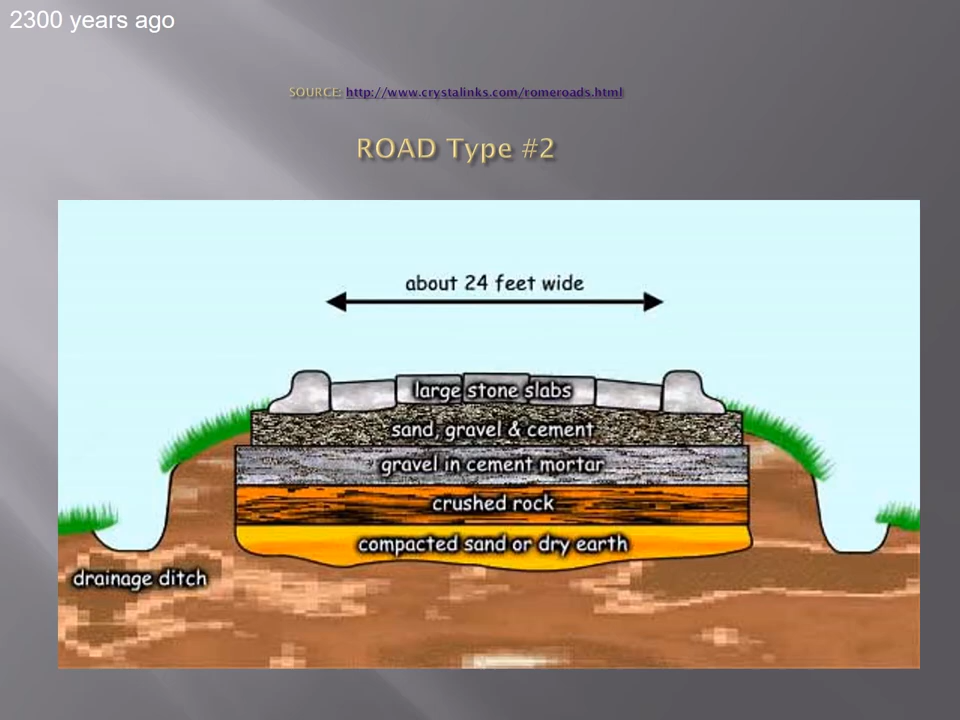 2300 years ago
SOURCE: http://www.crystalinks.com/romeroads.html
ROAD Type #2
about 24 feet wide
large stone slabs
sand, gravel & cement
gravel in cement mortar
crushed rock
compacted sand or dry earth
drainage ditch